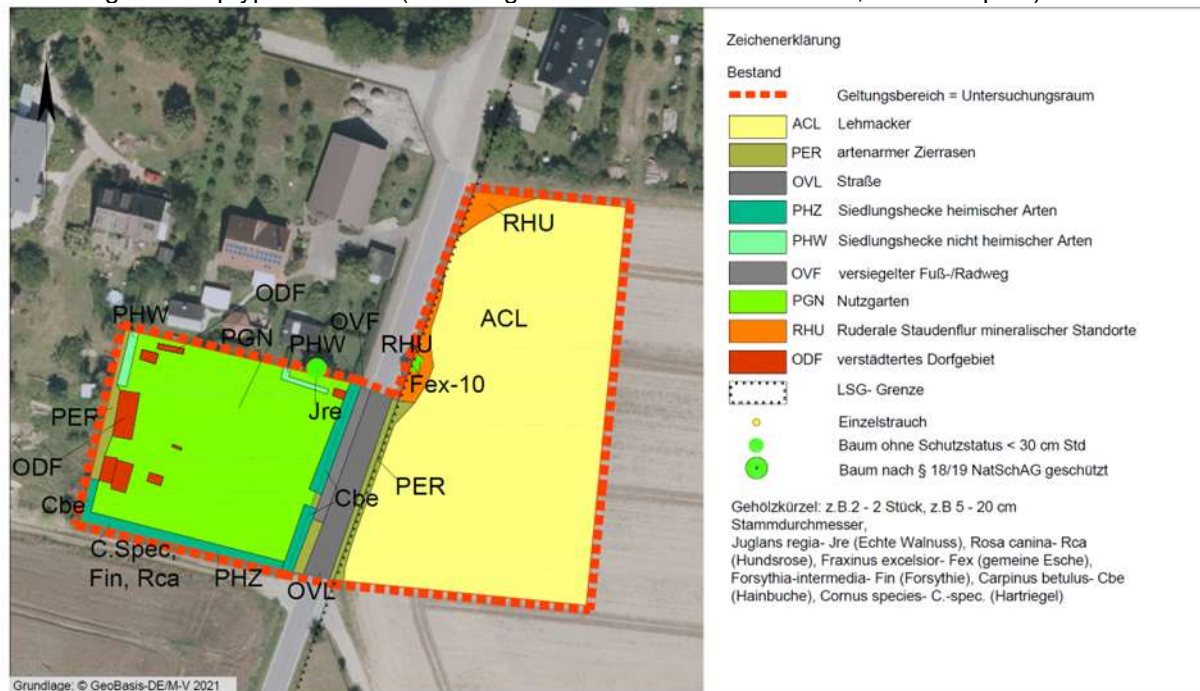 Zeichenerklärung
Bestand
Geltungsbereich = Untersuchungsraum
ACL Lehmacker
PER artenarmer Zierrasen
OVL Straße
PHZ Siedlungshecke heimischer Arten
PHW Siedlungshecke nicht heimischer Arten
OVF versiegelter Fuß-/Radweg
PGN Nutzgarten
RHU Ruderale Staudenflur mineralischer Standorte
ODF verstädtertes Dorfgebiet
LSG- Grenze
Einzelstrauch
Baum ohne Schutzstatus < 30 cm Std
Baum nach § 18/19 NatSchAG geschützt
Gehölzkürzel: z.B.2 - 2 Stück, z.B 5 - 20 cm
Stammdurchmesser,
Juglans regia- Jre (Echte Walnuss), Rosa canina- Rca
(Hundsrose), Fraxinus excelsior- Fex (gemeine Esche),
Forsythia-intermedia- Fin (Forsythie), Carpinus betulus- Cbe
(Hainbuche), Cornus species- C.-spec. (Hartriegel)
RHU
ODF
ACL
OVF
PHW
PGN
PHW
RHU
Fex-10
Jre
PER
ODF
PER
Cbe
Cbe
C.Spec,
Fin, Rca
PHZ
OVL
Grundlage: © GeoBasis-DE/M-V 2021